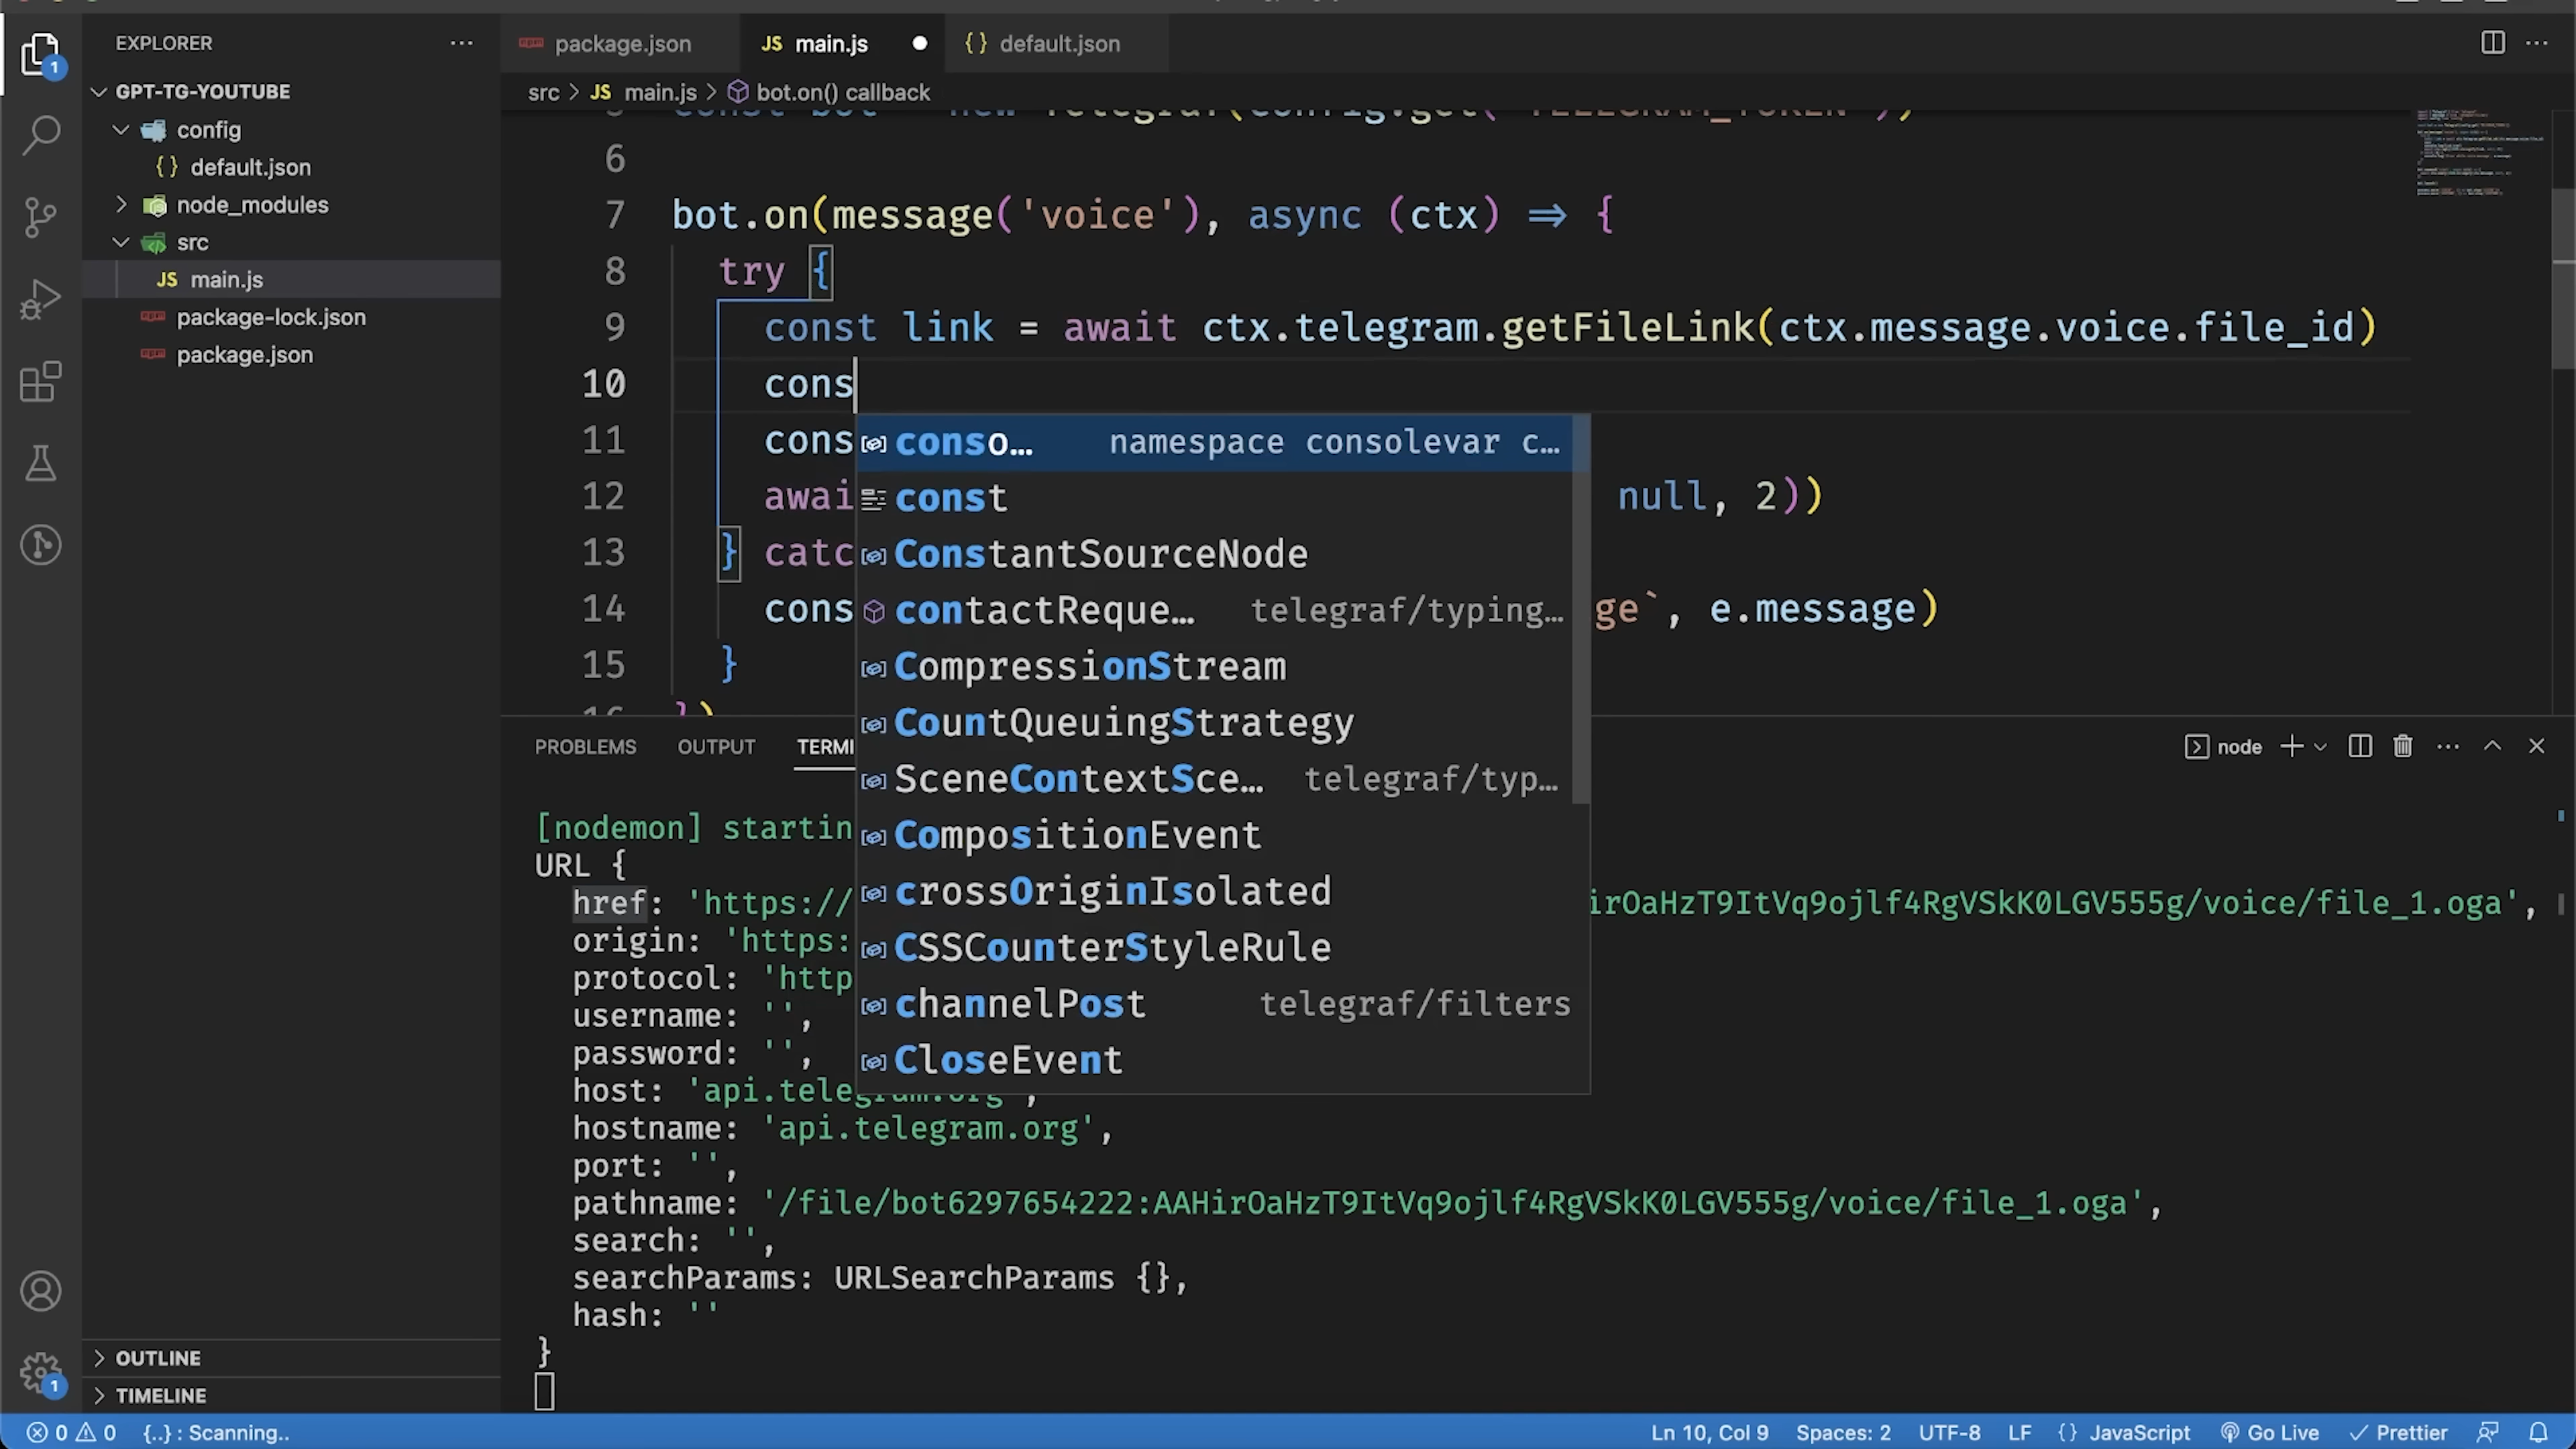 EXPLORER
GPT-TG-YOUTUBE
config
default.json
node_modules
src
main.js
package-lock.json
package.json
OUTLINE
TIMELINE
package.json
JS main.js
{} default.json
src > JS main.js > bot.on() callback
6
7 bot.on(message('voice'), async (ctx) ⇒ {
8 try {
9 const link = await ctx.telegram.getFileLink(ctx.message.voice.file_id)
10 cons
11 cons
12 awai null, 2))
13 } catc
14 cons ge`, e.message)
15 }
conso… namespace consolevar c…
const
ConstantSourceNode
contactReque… telegraf/typing…
CompressionStream
CountQueuingStrategy
SceneContextSce… telegraf/typ…
CompositionEvent
crossOriginIsolated
CSSCounterStyleRule
channelPost telegraf/filters
CloseEvent
PROBLEMS OUTPUT TERMI
node
[nodemon] startin
URL {
href: 'https:// irOaHzT9ItVq9ojlf4RgVSkK0LGV555g/voice/file_1.oga',
origin: 'https:
protocol: 'http
username: '',
password: '',
host: 'api.telegram.org',
hostname: 'api.telegram.org',
port: '',
pathname: '/file/bot6297654222:AAHirOaHzT9ItVq9ojlf4RgVSkK0LGV555g/voice/file_1.oga',
search: '',
searchParams: URLSearchParams {},
hash: ''
}
0 0 {..} : Scanning.. Ln 10, Col 9 Spaces: 2 UTF-8 LF {} JavaScript Go Live Prettier